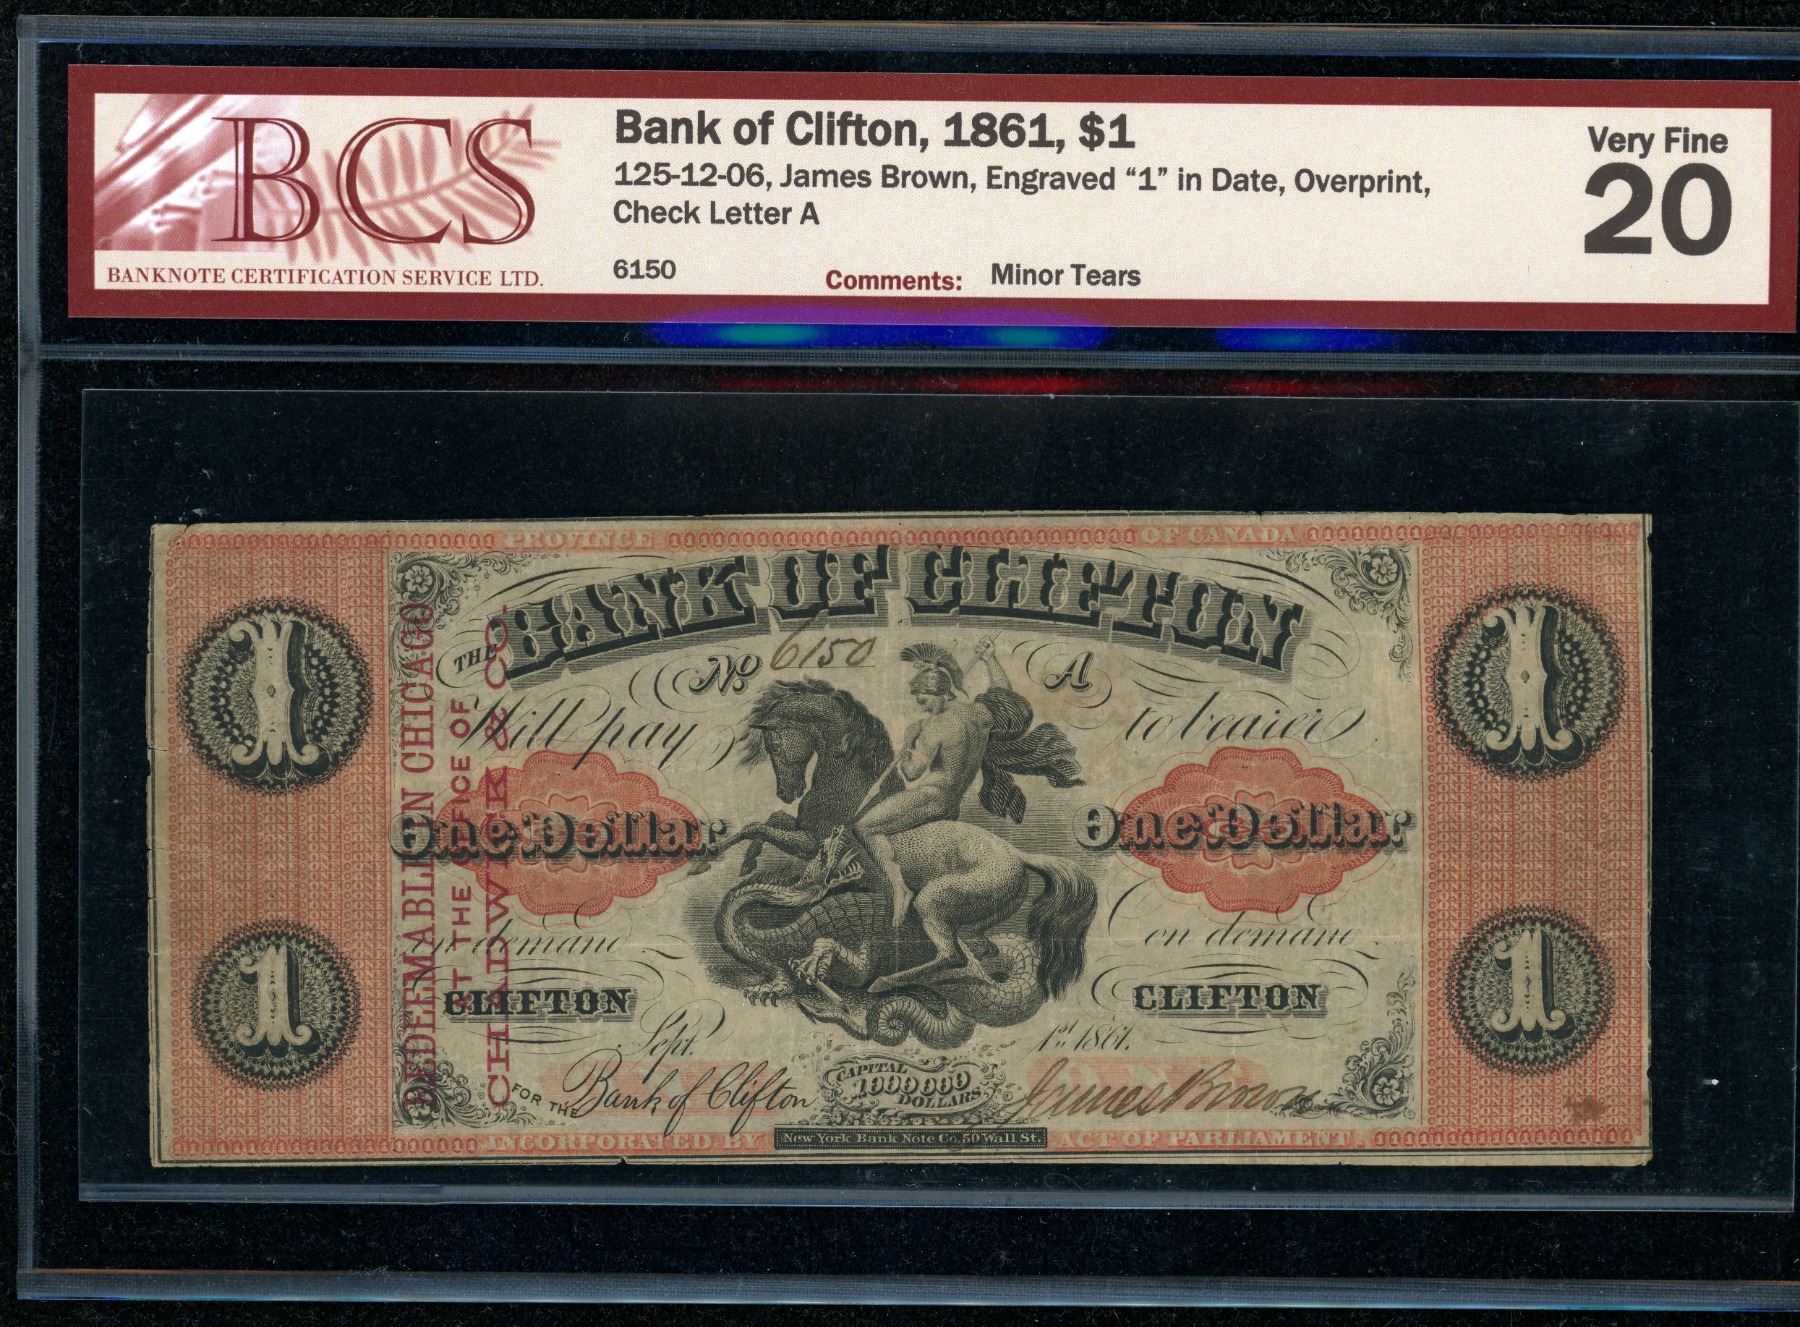 BCS
BANKNOTE CERTIFICATION SERVICE LTD.
Bank of Clifton, 1861, $1
125-12-06, James Brown, Engraved “1” in Date, Overprint,
Check Letter A
6150
Comments: Minor Tears
Very Fine
20
PROVINCE OF CANADA
THE BANK OF CLIFTON
No 6150 A
Will pay to bearer
One Dollar One Dollar
on demand on demand
CLIFTON CLIFTON
Sept. 1st 1861.
FOR THE Bank of Clifton
CAPITAL
1000000
DOLLARS
James Brown
INCORPORATED BY ACT OF PARLIAMENT
New York Bank Note Co. 50 Wall St.
1
1
1
1
REDEEMABLE IN CHICAGO
AT THE OFFICE OF
CHADWICK & CO.